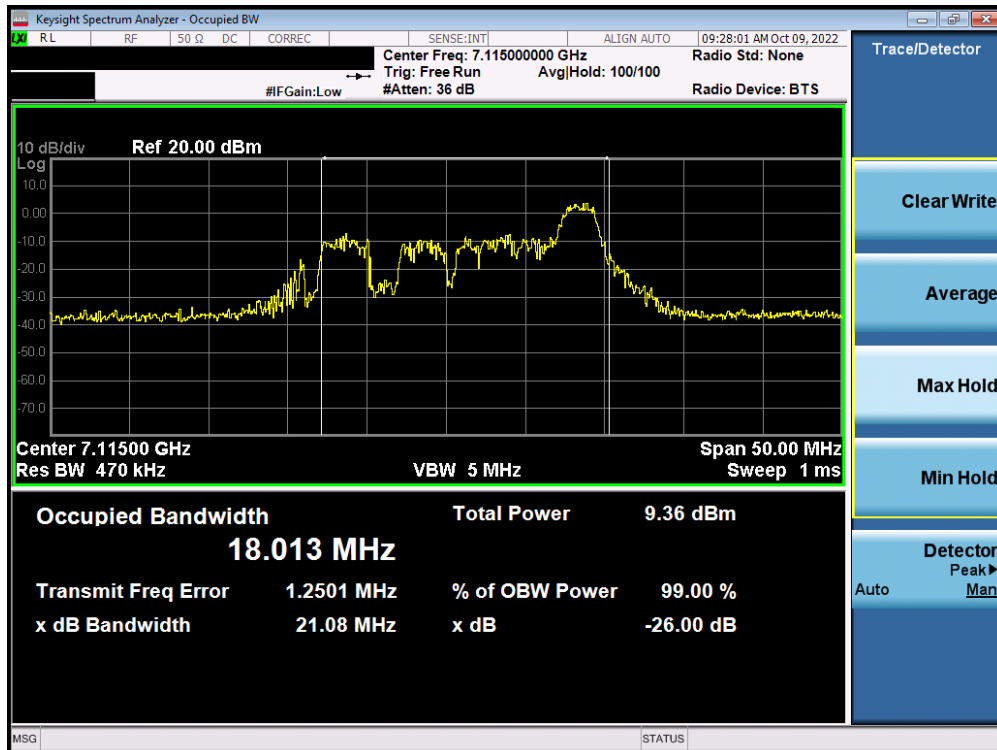 Keysight Spectrum Analyzer - Occupied BW
LXI RL RF 50 Ω DC CORREC SENSE:INT ALIGN AUTO 09:28:01 AM Oct 09, 2022
Center Freq: 7.115000000 GHz Radio Std: None
Trig: Free Run Avg|Hold: 100/100
#IFGain:Low #Atten: 36 dB Radio Device: BTS
Trace/Detector
10 dB/div Ref 20.00 dBm
Log
10.0
0.00
-10.0
-20.0
-30.0
-40.0
-50.0
-60.0
-70.0
Center 7.11500 GHz Span 50.00 MHz
Res BW 470 kHz VBW 5 MHz Sweep 1 ms
Occupied Bandwidth Total Power 9.36 dBm
18.013 MHz
Transmit Freq Error 1.2501 MHz % of OBW Power 99.00 %
x dB Bandwidth 21.08 MHz x dB -26.00 dB
Clear Write
Average
Max Hold
Min Hold
Detector
Peak▶
Auto Man
MSG STATUS